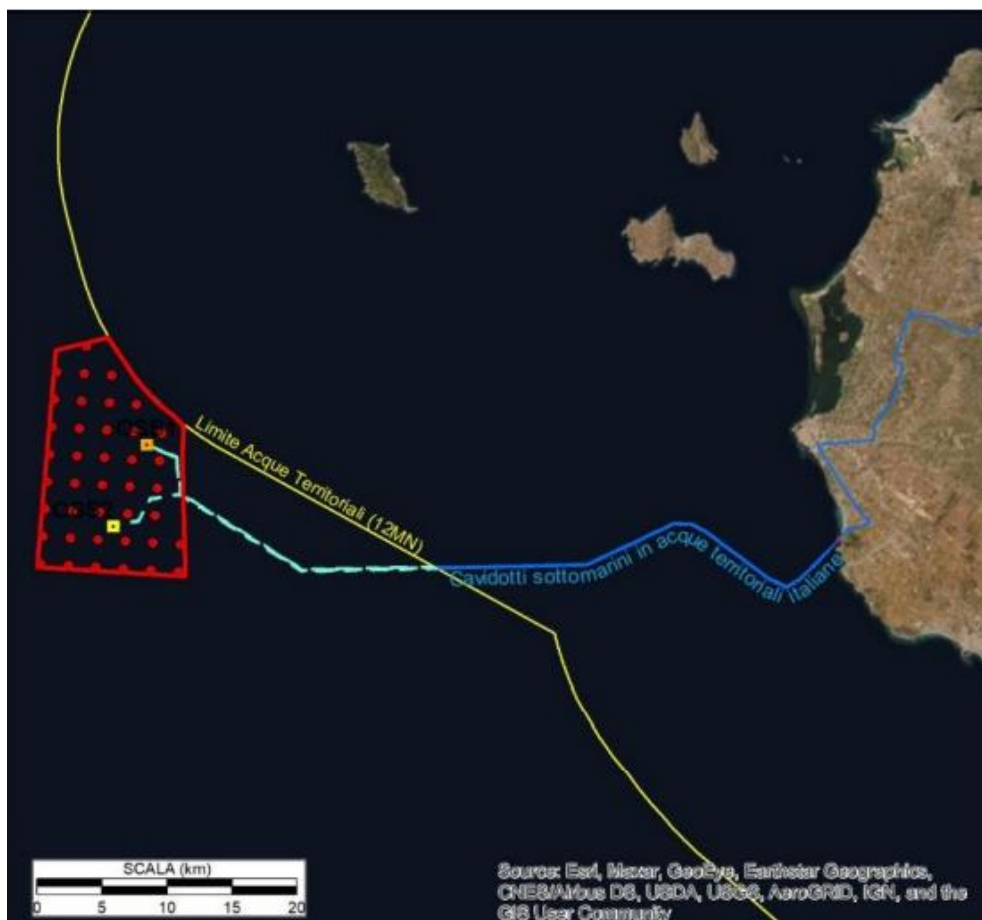 Limite Acque Territoriali (12MN)
Cavidotti sottomarini in acque territoriali italiane
SCALA (km)
0 5 10 15 20
Source: Esri, Maxar, GeoEye, Earthstar Geographics,
CNES/Airbus DS, USDA, USGS, AeroGRID, IGN, and the
GIS User Community